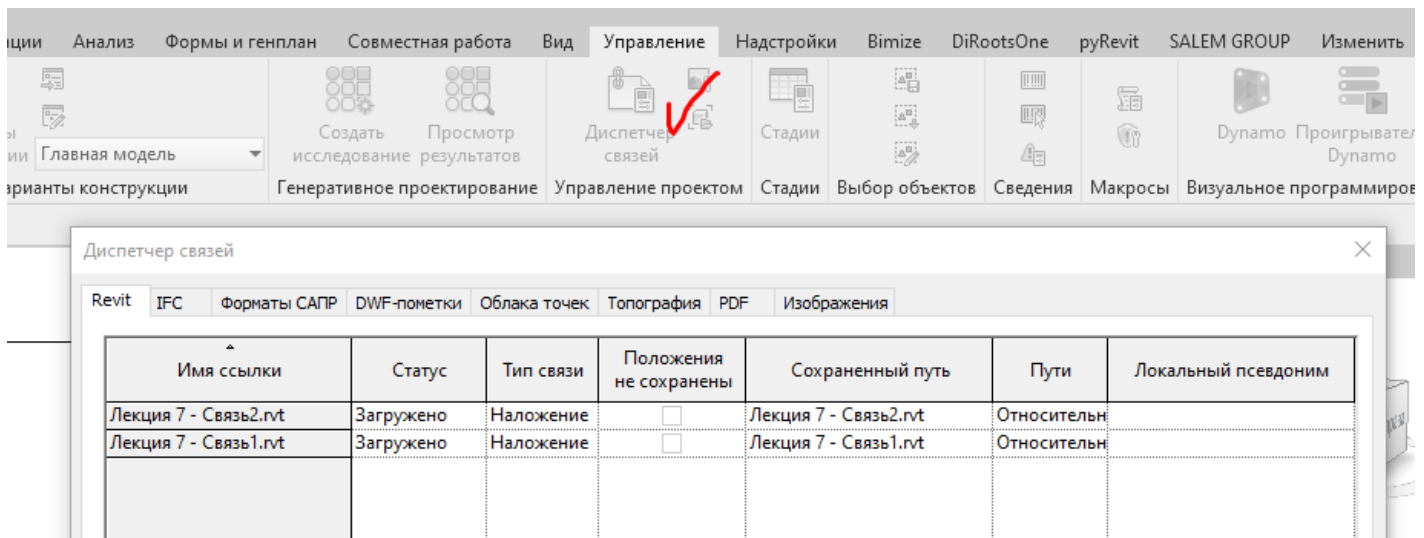 Анализ Формы и генплан Совместная работа Вид Управление Надстройки Bimize DiRootsOne pyRevit SALEM GROUP Изменить
Создать исследование
Просмотр результатов
Диспетчер связей
Стадии
Dynamo
Dynamo
Главная модель
конструкции Генеративное проектирование Управление проектом Стадии Выбор объектов Сведения Макросы Визуальное
Диспетчер связей
Revit IFC Форматы САПР DWF-пометки Облака точек Топография PDF Изображения
Имя ссылки Статус Тип связи Положения не сохранены Сохраненный путь Пути Локальный псевдоним
Лекция 7 - Связь2.rvt Загружено Наложение Лекция 7 - Связь2.rvt Относительн
Лекция 7 - Связь1.rvt Загружено Наложение Лекция 7 - Связь1.rvt Относительн